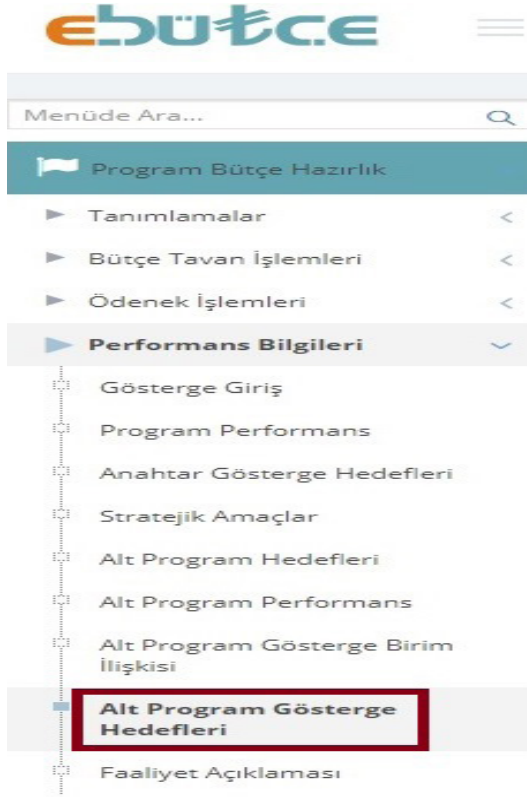 ebütçe
Menüde Ara...
Program Bütçe Hazırlık
Tanımlamalar
Bütçe Tavan İşlemleri
Ödenek İşlemleri
Performans Bilgileri
Gösterge Giriş
Program Performans
Anahtar Gösterge Hedefleri
Stratejik Amaçlar
Alt Program Hedefleri
Alt Program Performans
Alt Program Gösterge Birim
İlişkisi
Alt Program Gösterge
Hedefleri
Faaliyet Açıklaması